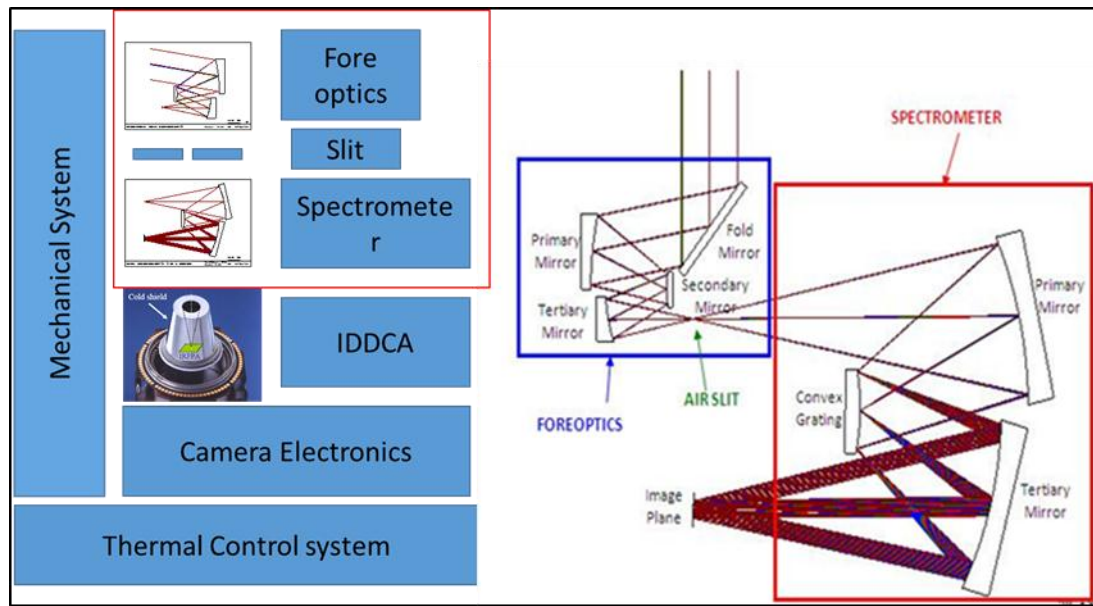 Mechanical System
Fore
optics
Slit
Spectromete
r
Cold shield
IRFPA
IDDCA
Camera Electronics
Thermal Control system
SPECTROMETER
Primary
Mirror
Fold
Mirror
Secondary
Mirror
Tertiary
Mirror
AIR SLIT
FOREOPTICS
Primary
Mirror
Convex
Grating
Image
Plane
Tertiary
Mirror